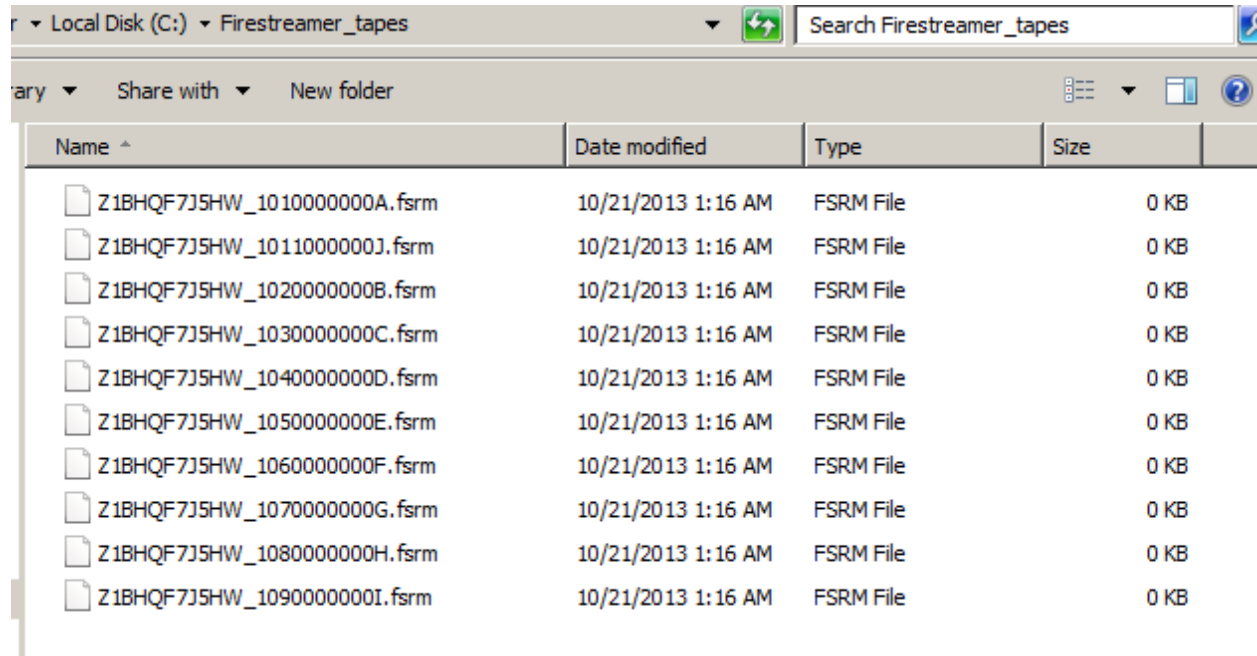 r Local Disk (C:) Firestreamer_tapes Search Firestreamer_tapes
ary Share with New folder
Name Date modified Type Size
Z1BHQF7J5HW_1010000000A.fsrm 10/21/2013 1:16 AM FSRM File 0 KB
Z1BHQF7J5HW_1011000000J.fsrm 10/21/2013 1:16 AM FSRM File 0 KB
Z1BHQF7J5HW_1020000000B.fsrm 10/21/2013 1:16 AM FSRM File 0 KB
Z1BHQF7J5HW_1030000000C.fsrm 10/21/2013 1:16 AM FSRM File 0 KB
Z1BHQF7J5HW_1040000000D.fsrm 10/21/2013 1:16 AM FSRM File 0 KB
Z1BHQF7J5HW_1050000000E.fsrm 10/21/2013 1:16 AM FSRM File 0 KB
Z1BHQF7J5HW_1060000000F.fsrm 10/21/2013 1:16 AM FSRM File 0 KB
Z1BHQF7J5HW_1070000000G.fsrm 10/21/2013 1:16 AM FSRM File 0 KB
Z1BHQF7J5HW_1080000000H.fsrm 10/21/2013 1:16 AM FSRM File 0 KB
Z1BHQF7J5HW_1090000000I.fsrm 10/21/2013 1:16 AM FSRM File 0 KB